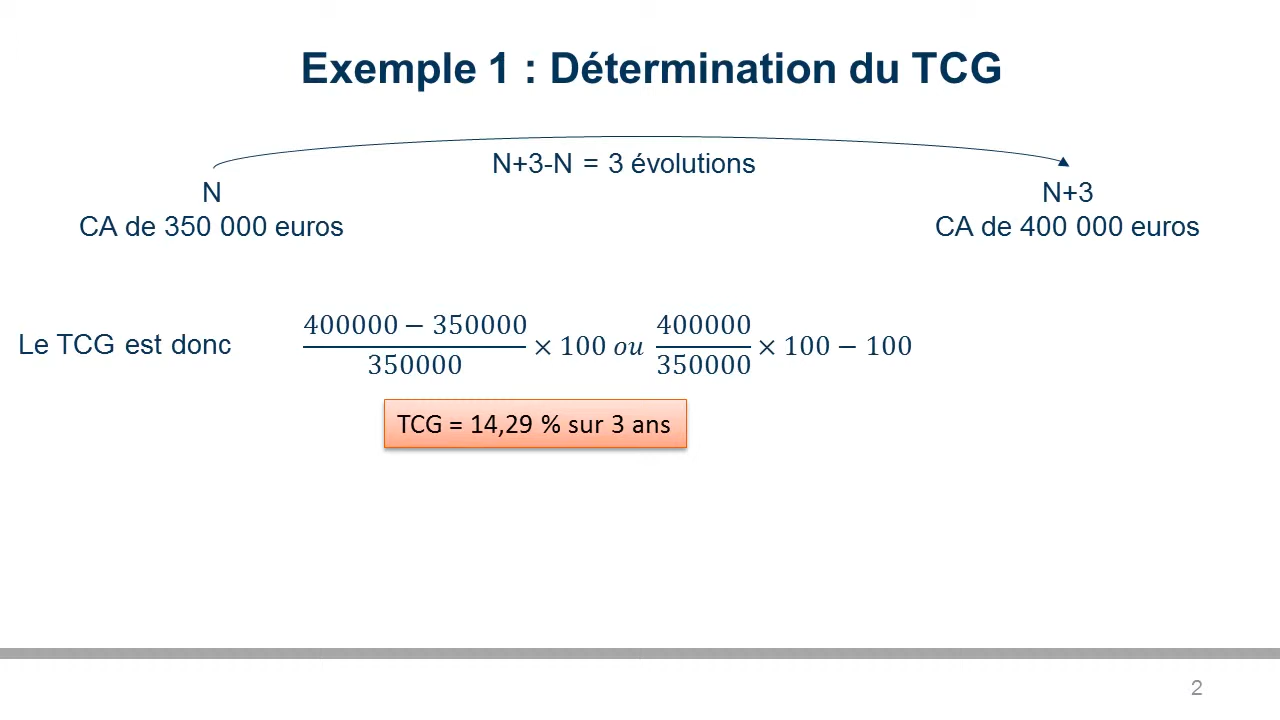 Exemple 1 : Détermination du TCG
N+3-N = 3 évolutions
N
N+3
CA de 350 000 euros
CA de 400 000 euros
Le TCG est donc (400000 − 350000)/350000 × 100 ou 400000/350000 × 100 − 100
TCG = 14,29 % sur 3 ans
2